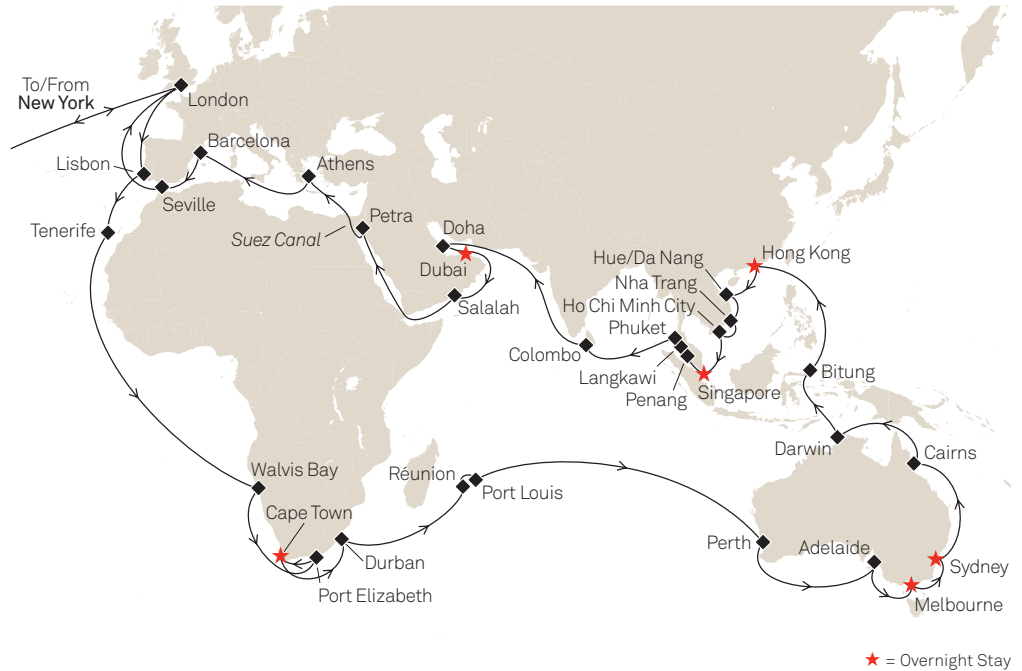 To/From
New York
London
Barcelona
Lisbon
Athens
Seville
Petra
Tenerife
Suez Canal
Doha
Dubai
Hong Kong
Hue/Da Nang
Nha Trang
Ho Chi Minh City
Salalah
Phuket
Colombo
Langkawi
Penang
Singapore
Bitung
Darwin
Cairns
Walvis Bay
Réunion
Port Louis
Cape Town
Perth
Adelaide
Durban
Sydney
Port Elizabeth
Melbourne
= Overnight Stay